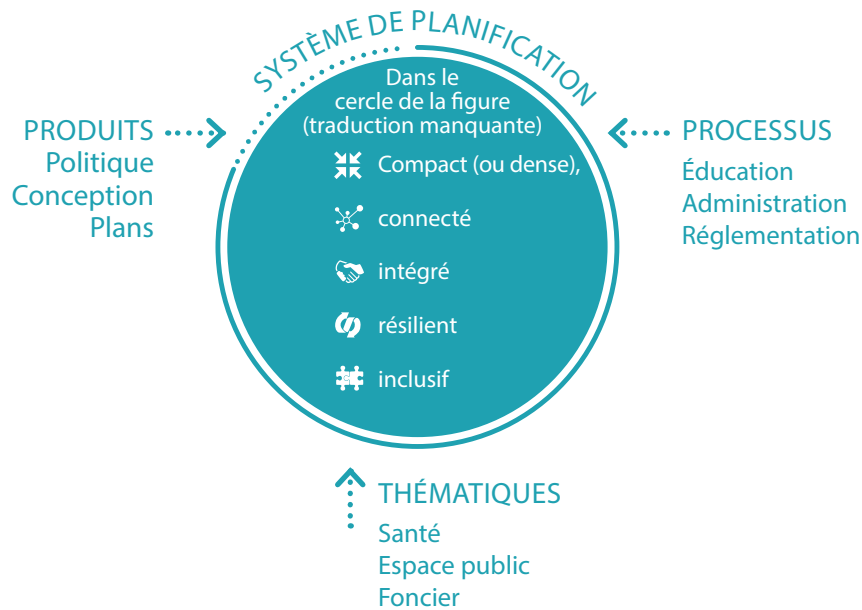 SYSTÈME DE PLANIFICATION
Dans le
cercle de la figure
(traduction manquante)
Compact (ou dense),
connecté
intégré
résilient
inclusif
PRODUITS
Politique
Conception
Plans
PROCESSUS
Éducation
Administration
Réglementation
THÉMATIQUES
Santé
Espace public
Foncier